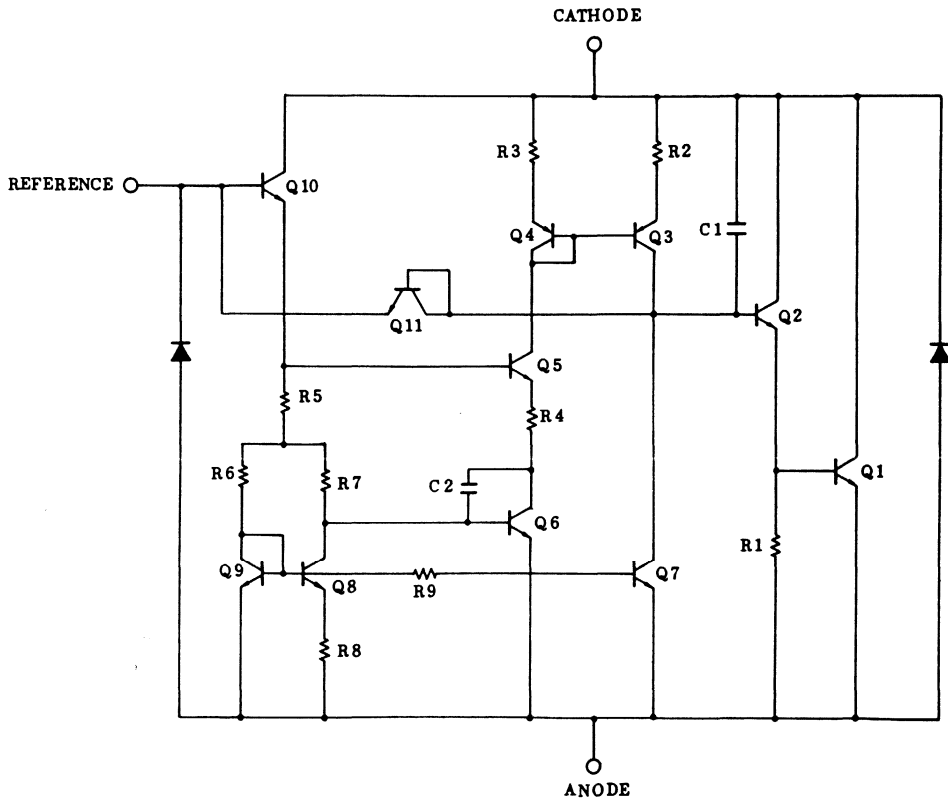 CATHODE
R3
R2
REFERENCE
Q10
Q4
Q3
C1
Q11
Q2
Q5
R5
R4
R6
R7
C2
Q6
Q1
R1
Q9
Q8
R9
Q7
R8
ANODE